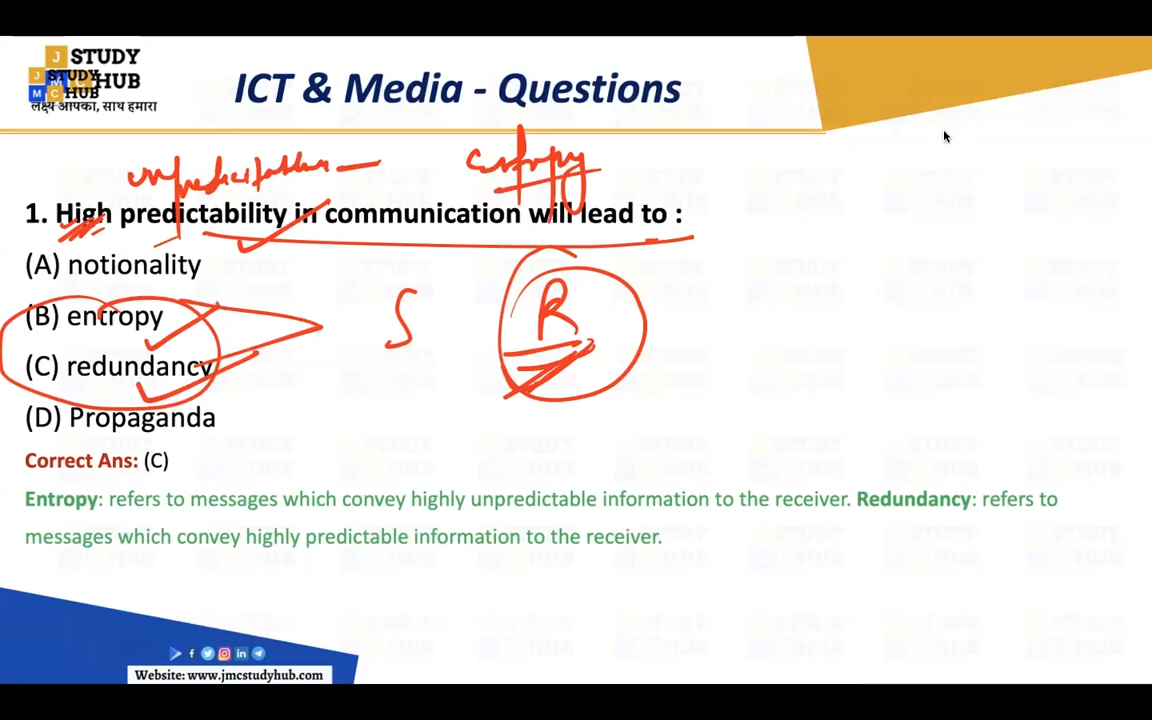 J STUDY
J STUDY HUB
M C HUB
लक्ष्य आपका, साथ हमारा
ICT & Media - Questions
entropy
1. High predictability in communication will lead to :
(A) notionality
(B) entropy
(C) redundancy
S R
(D) Propaganda
Correct Ans: (C)
Entropy: refers to messages which convey highly unpredictable information to the receiver. Redundancy: refers to
messages which convey highly predictable information to the receiver.
Website: www.jmcstudyhub.com